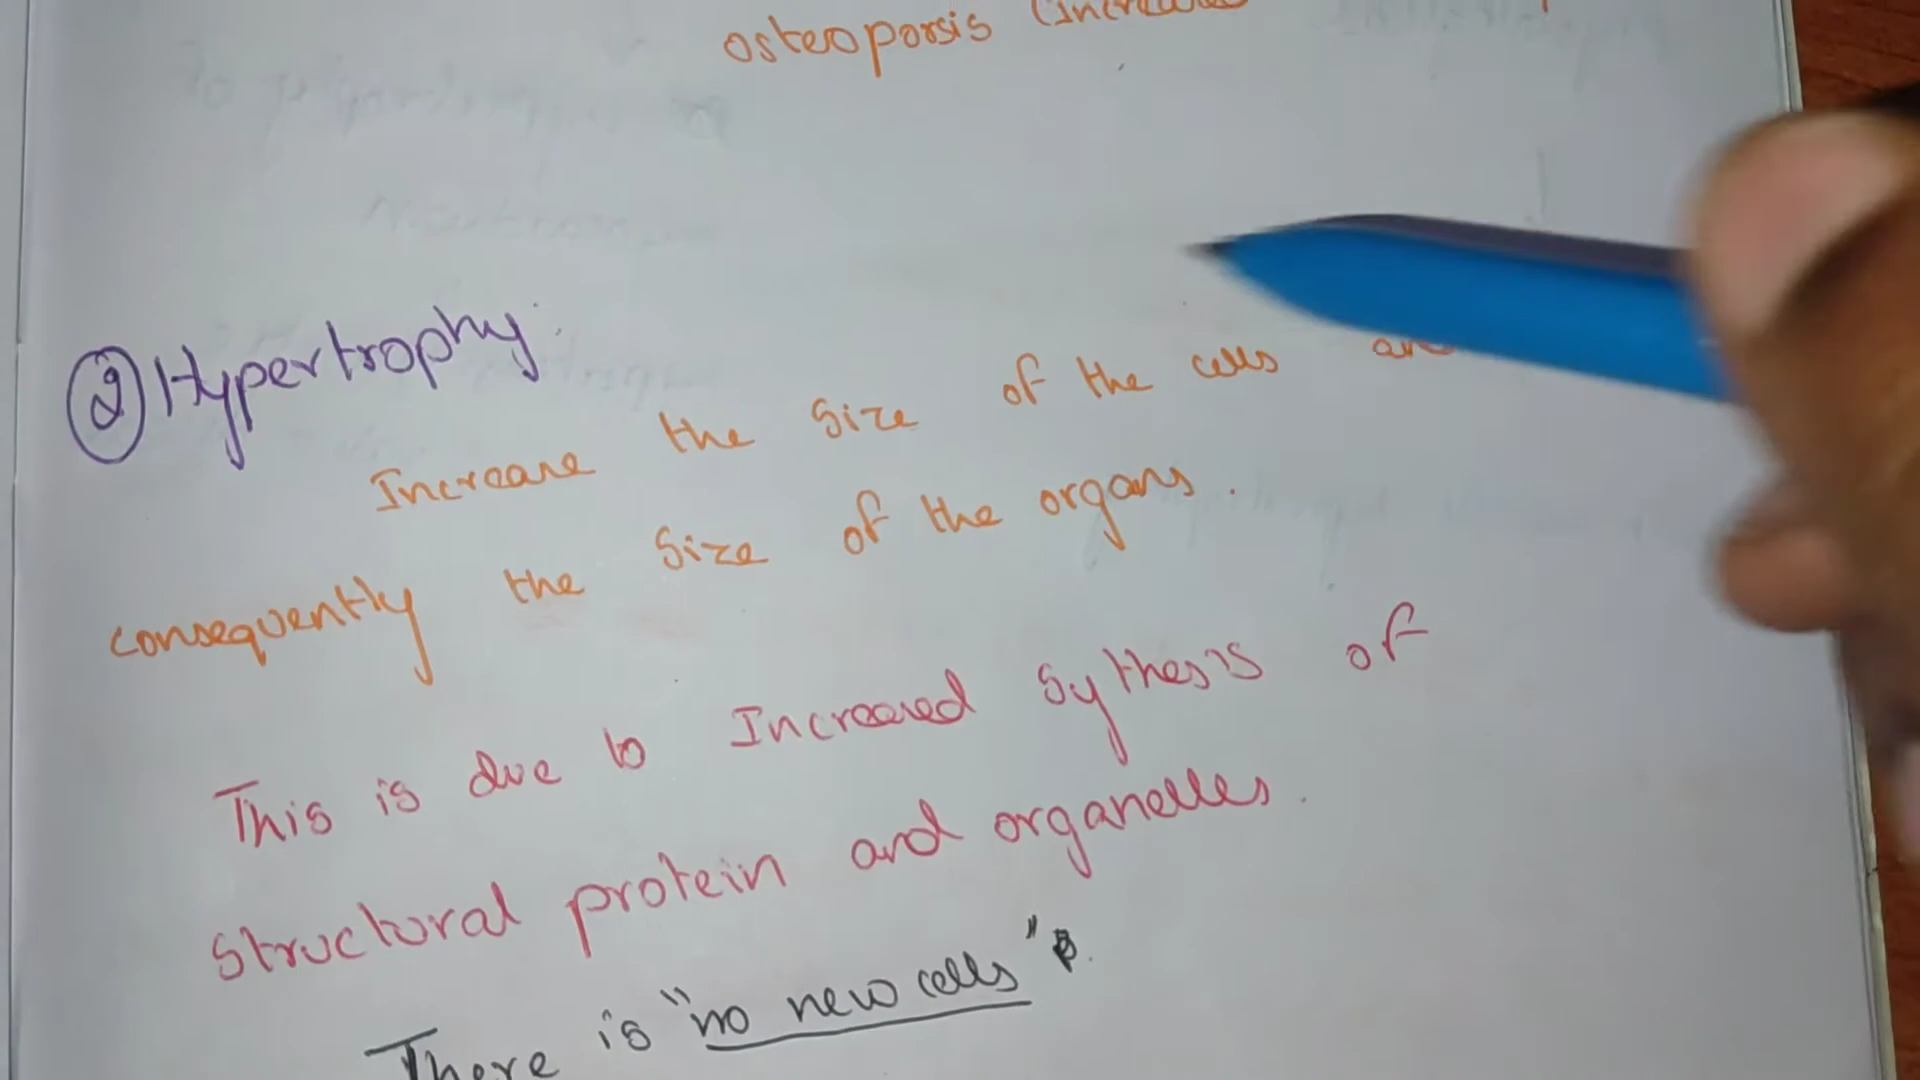 osteoporsis
② Hypertrophy:
Increase the size of the cells
consequently the size of the organs.
This is due to Increased Sythesis of
Structural protein and organelles.
There is "no new cells"